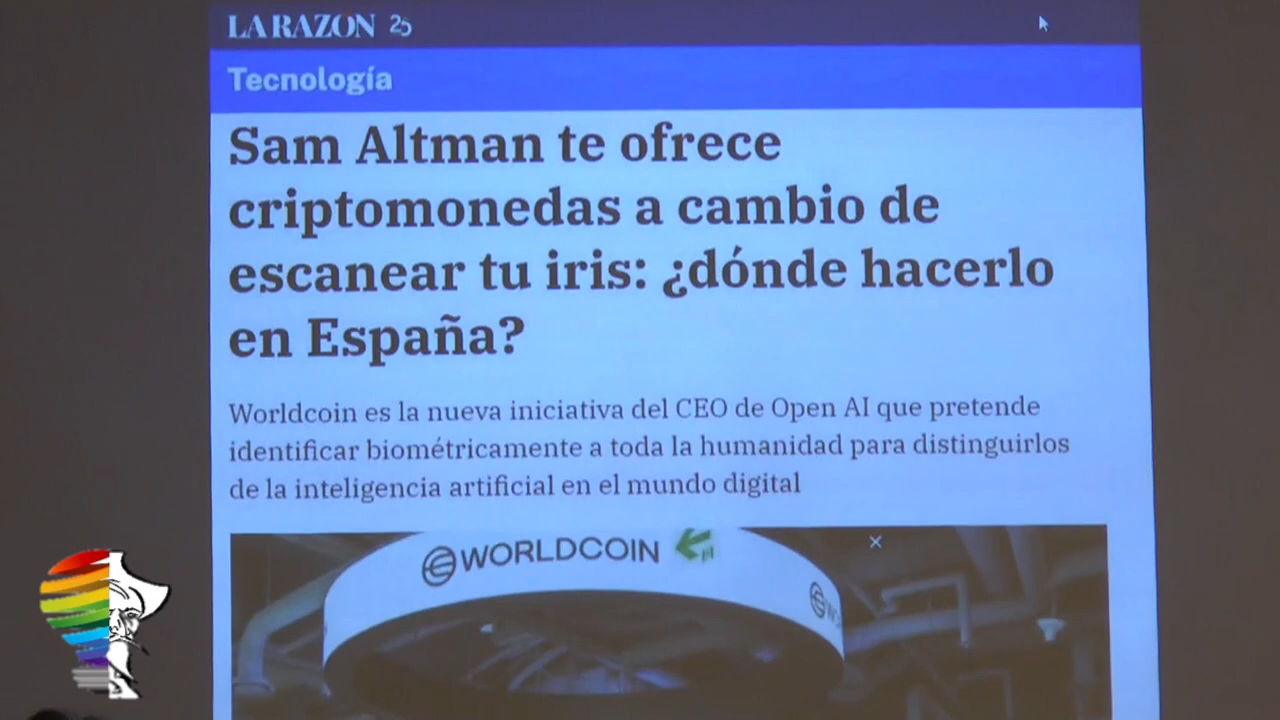 LA RAZÓN 25
Tecnología
Sam Altman te ofrece
criptomonedas a cambio de
escanear tu iris: ¿dónde hacerlo
en España?
Worldcoin es la nueva iniciativa del CEO de Open AI que pretende
identificar biométricamente a toda la humanidad para distinguirlos
de la inteligencia artificial en el mundo digital
WORLDCOIN